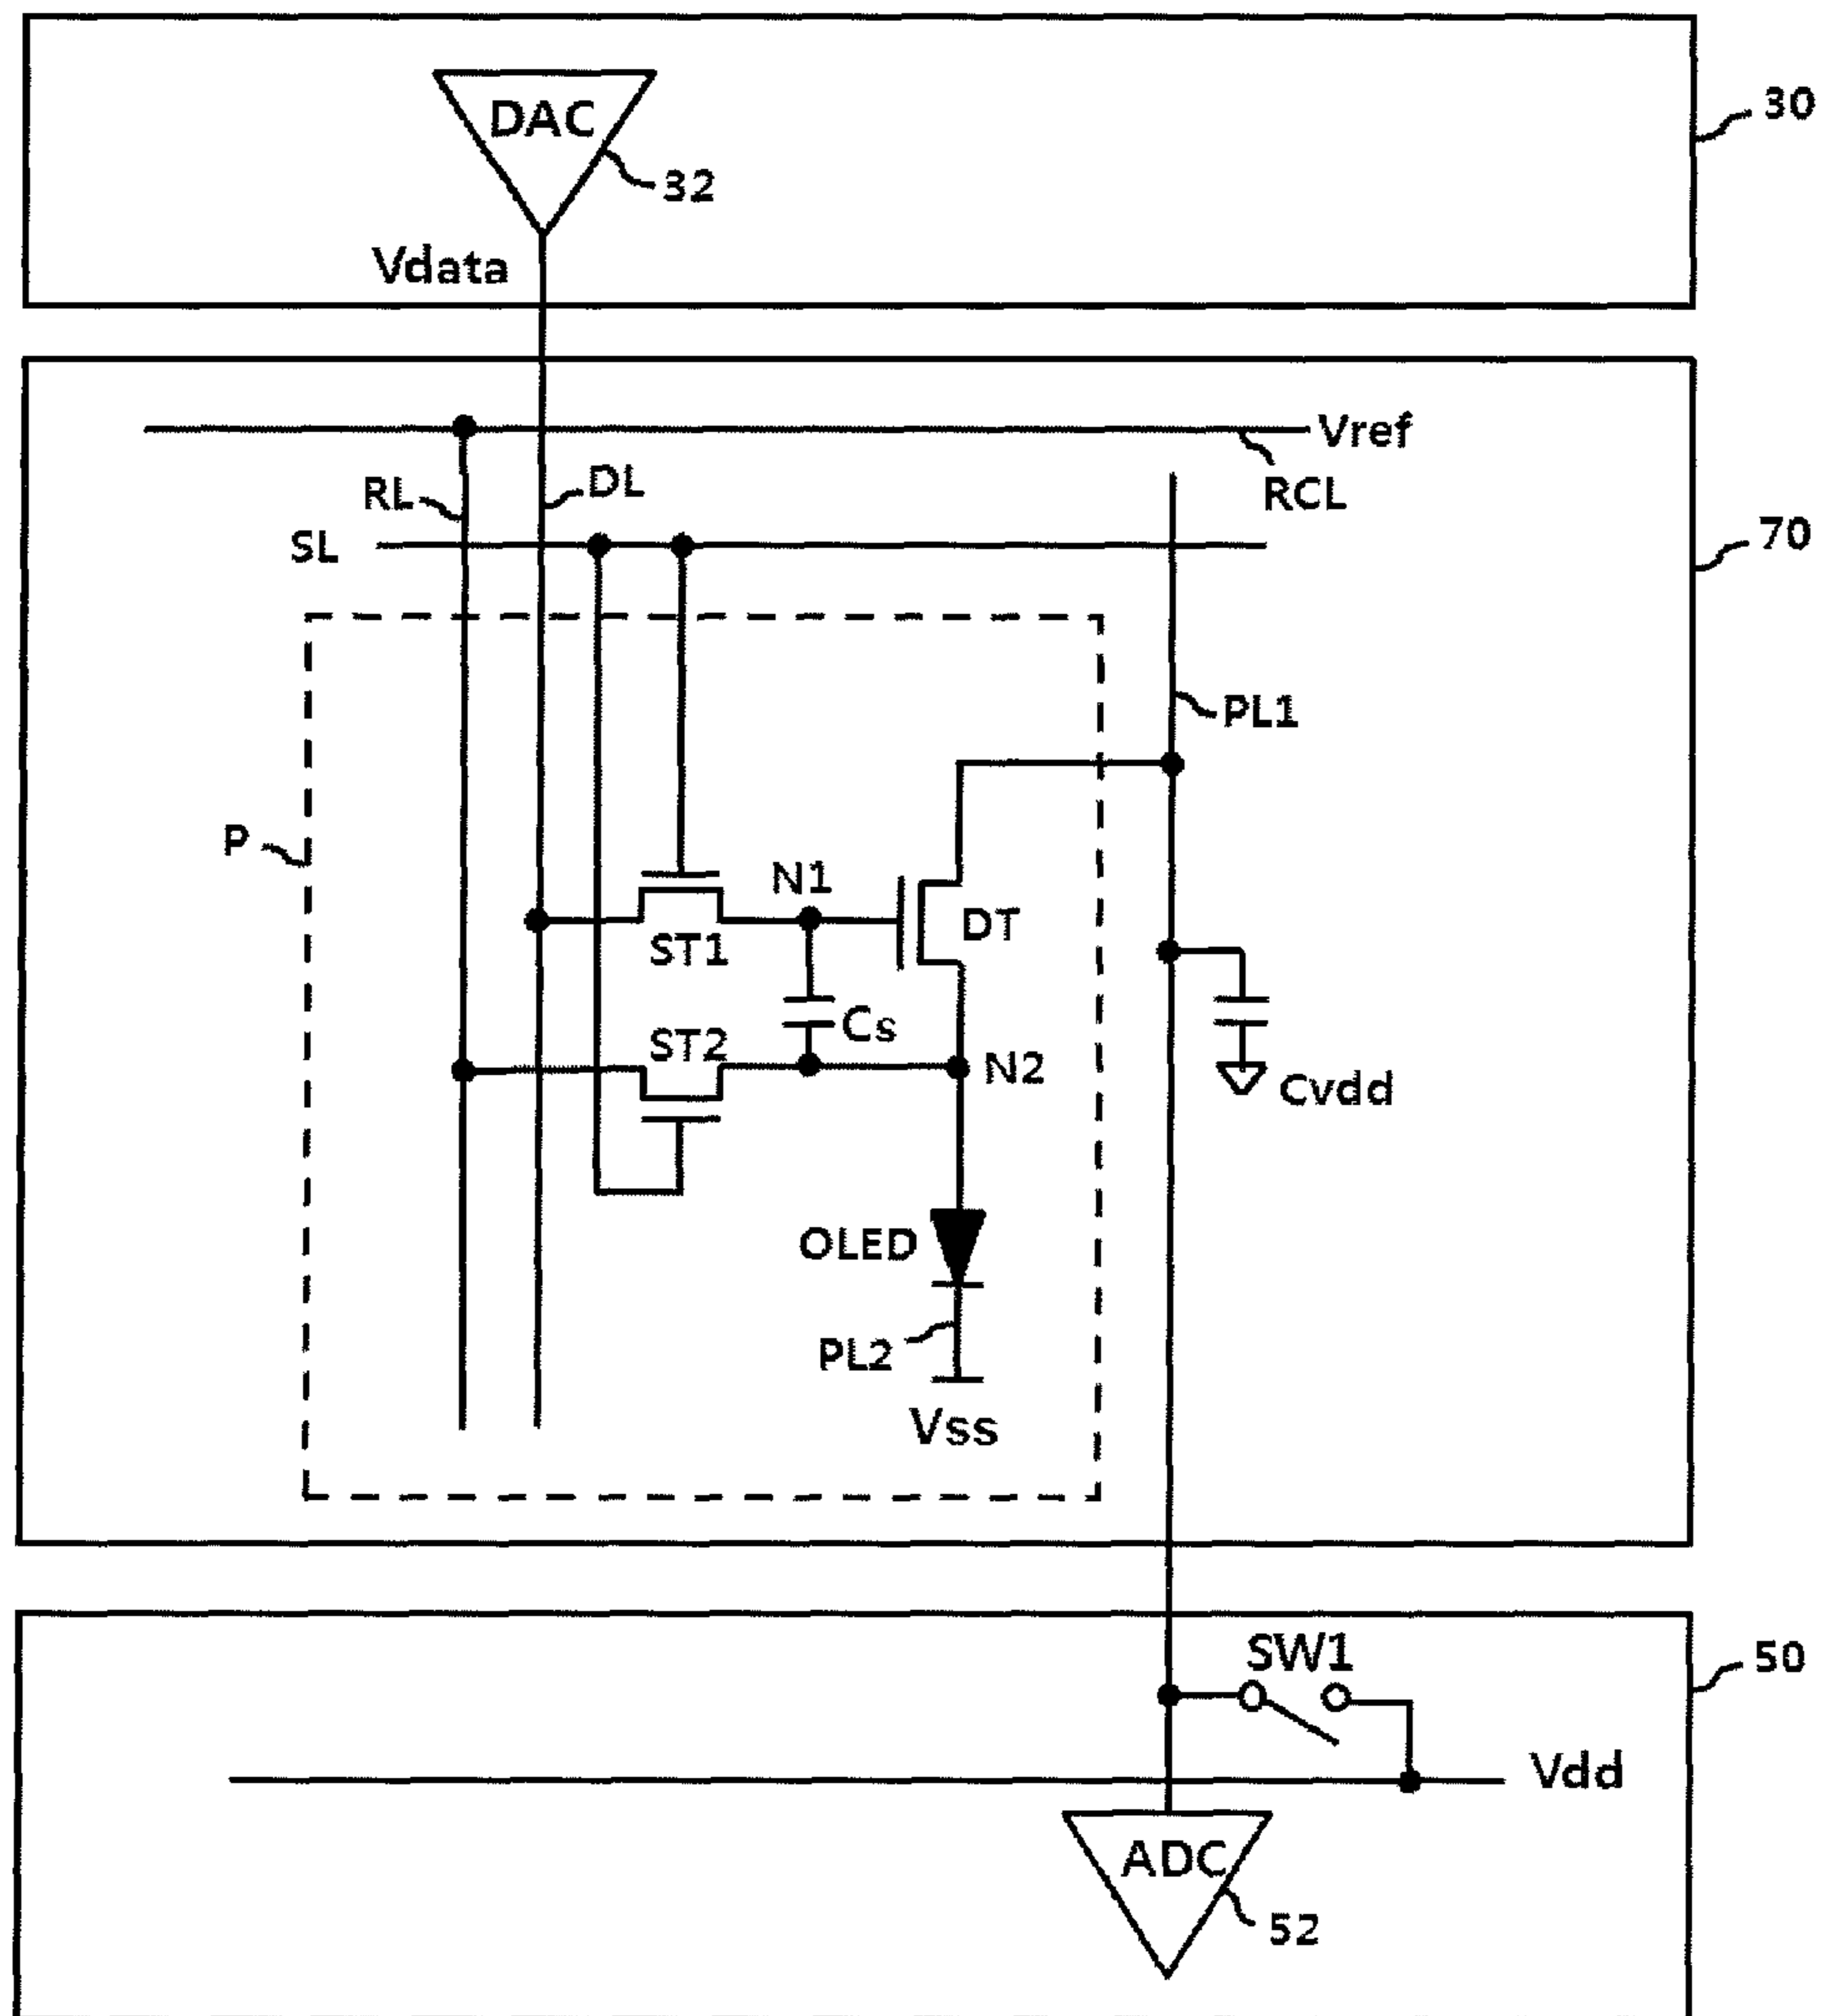 DAC
30
32
Vdata
Vref
RL
DL
RCL
SL
70
PL1
P
N1
DT
ST1
Cs
ST2
N2
Cvdd
OLED
PL2
Vss
SW1
50
Vdd
ADC
52